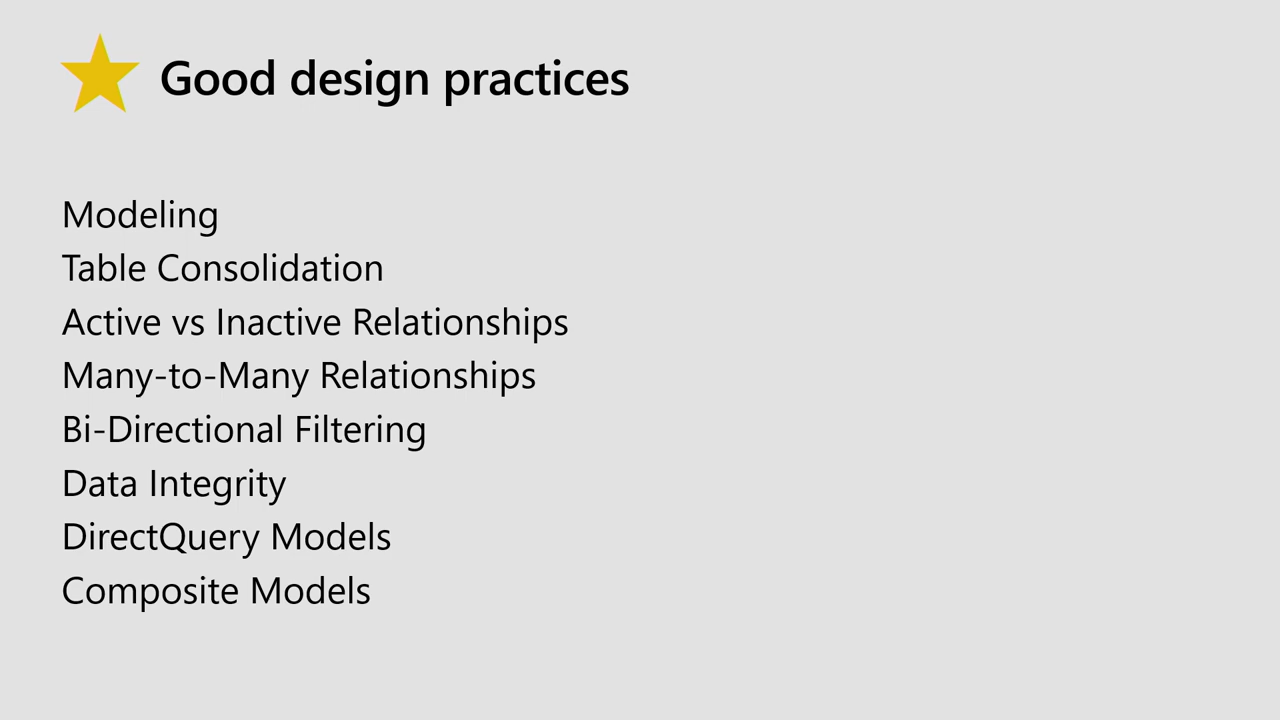 Good design practices
Modeling
Table Consolidation
Active vs Inactive Relationships
Many-to-Many Relationships
Bi-Directional Filtering
Data Integrity
DirectQuery Models
Composite Models